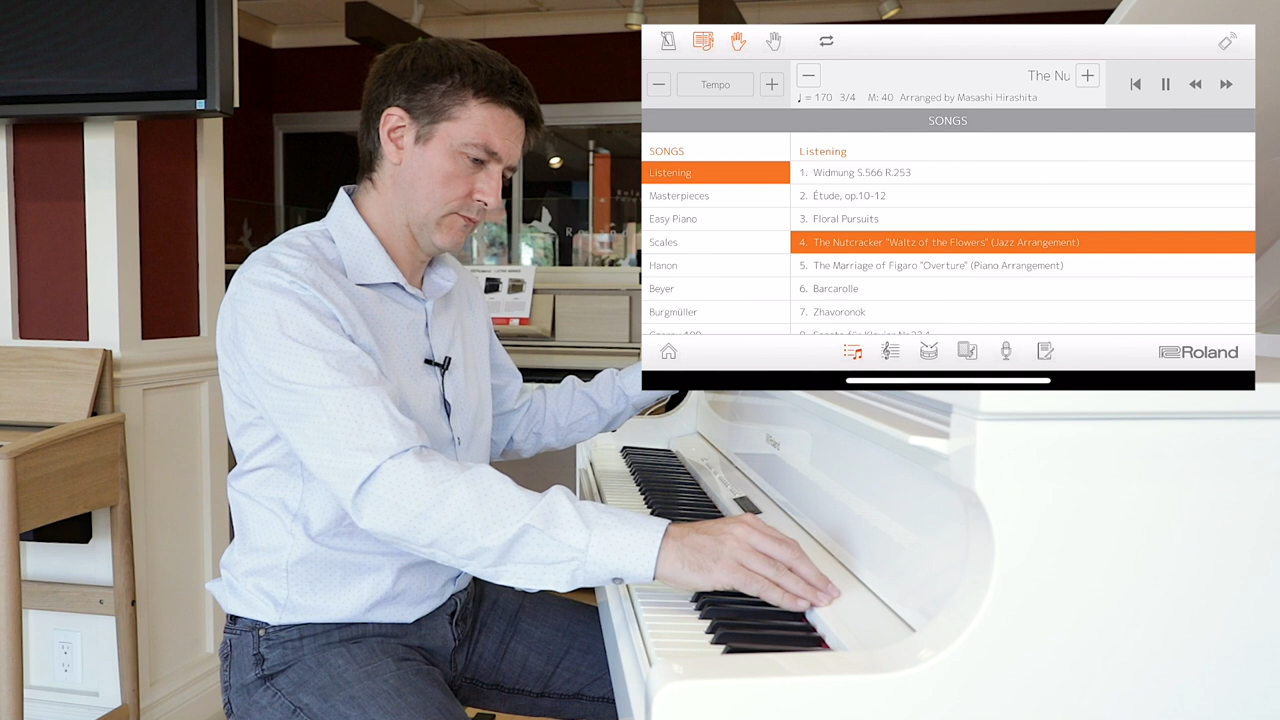 Tempo
The Nu
♩= 170 3/4 M: 40 Arranged by Masashi Hirashita
SONGS
SONGS
Listening
Masterpieces
Easy Piano
Scales
Hanon
Beyer
Burgmüller
Listening
1. Widmung S.566 R.253
2. Étude, op.10-12
3. Floral Pursuits
4. The Nutcracker "Waltz of the Flowers" (Jazz Arrangement)
5. The Marriage of Figaro "Overture" (Piano Arrangement)
6. Barcarolle
7. Zhavoronok
Roland